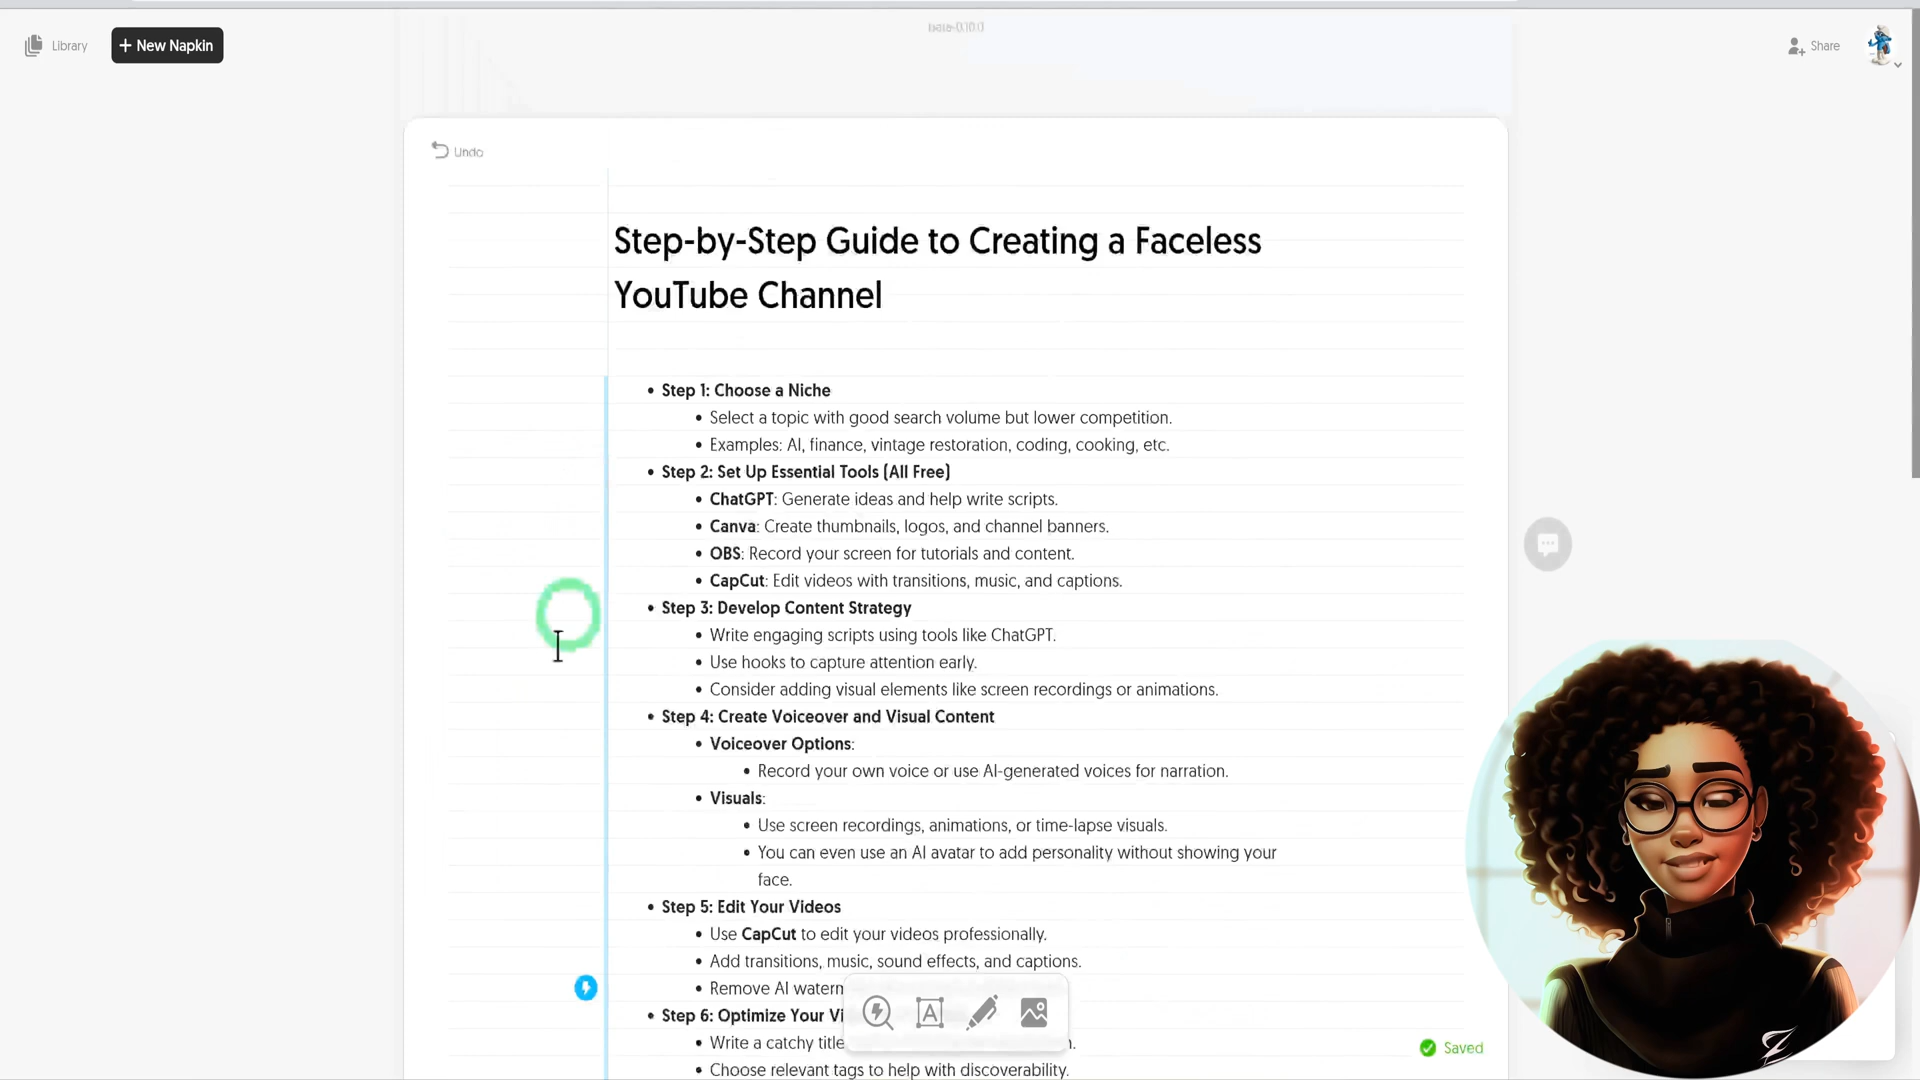 Library
+ New Napkin
beta-0.10.0
Share
Undo
Step-by-Step Guide to Creating a Faceless
YouTube Channel
• Step 1: Choose a Niche
• Select a topic with good search volume but lower competition.
• Examples: AI, finance, vintage restoration, coding, cooking, etc.
• Step 2: Set Up Essential Tools (All Free)
• ChatGPT: Generate ideas and help write scripts.
• Canva: Create thumbnails, logos, and channel banners.
• OBS: Record your screen for tutorials and content.
• CapCut: Edit videos with transitions, music, and captions.
• Step 3: Develop Content Strategy
• Write engaging scripts using tools like ChatGPT.
• Use hooks to capture attention early.
• Consider adding visual elements like screen recordings or animations.
• Step 4: Create Voiceover and Visual Content
• Voiceover Options:
• Record your own voice or use AI-generated voices for narration.
• Visuals:
• Use screen recordings, animations, or time-lapse visuals.
• You can even use an AI avatar to add personality without showing your
face.
• Step 5: Edit Your Videos
• Use CapCut to edit your videos professionally.
• Add transitions, music, sound effects, and captions.
• Remove AI
• Step 6: Optimize Your
• Write a catchy title
• Choose relevant tags to help with discoverability.
Saved